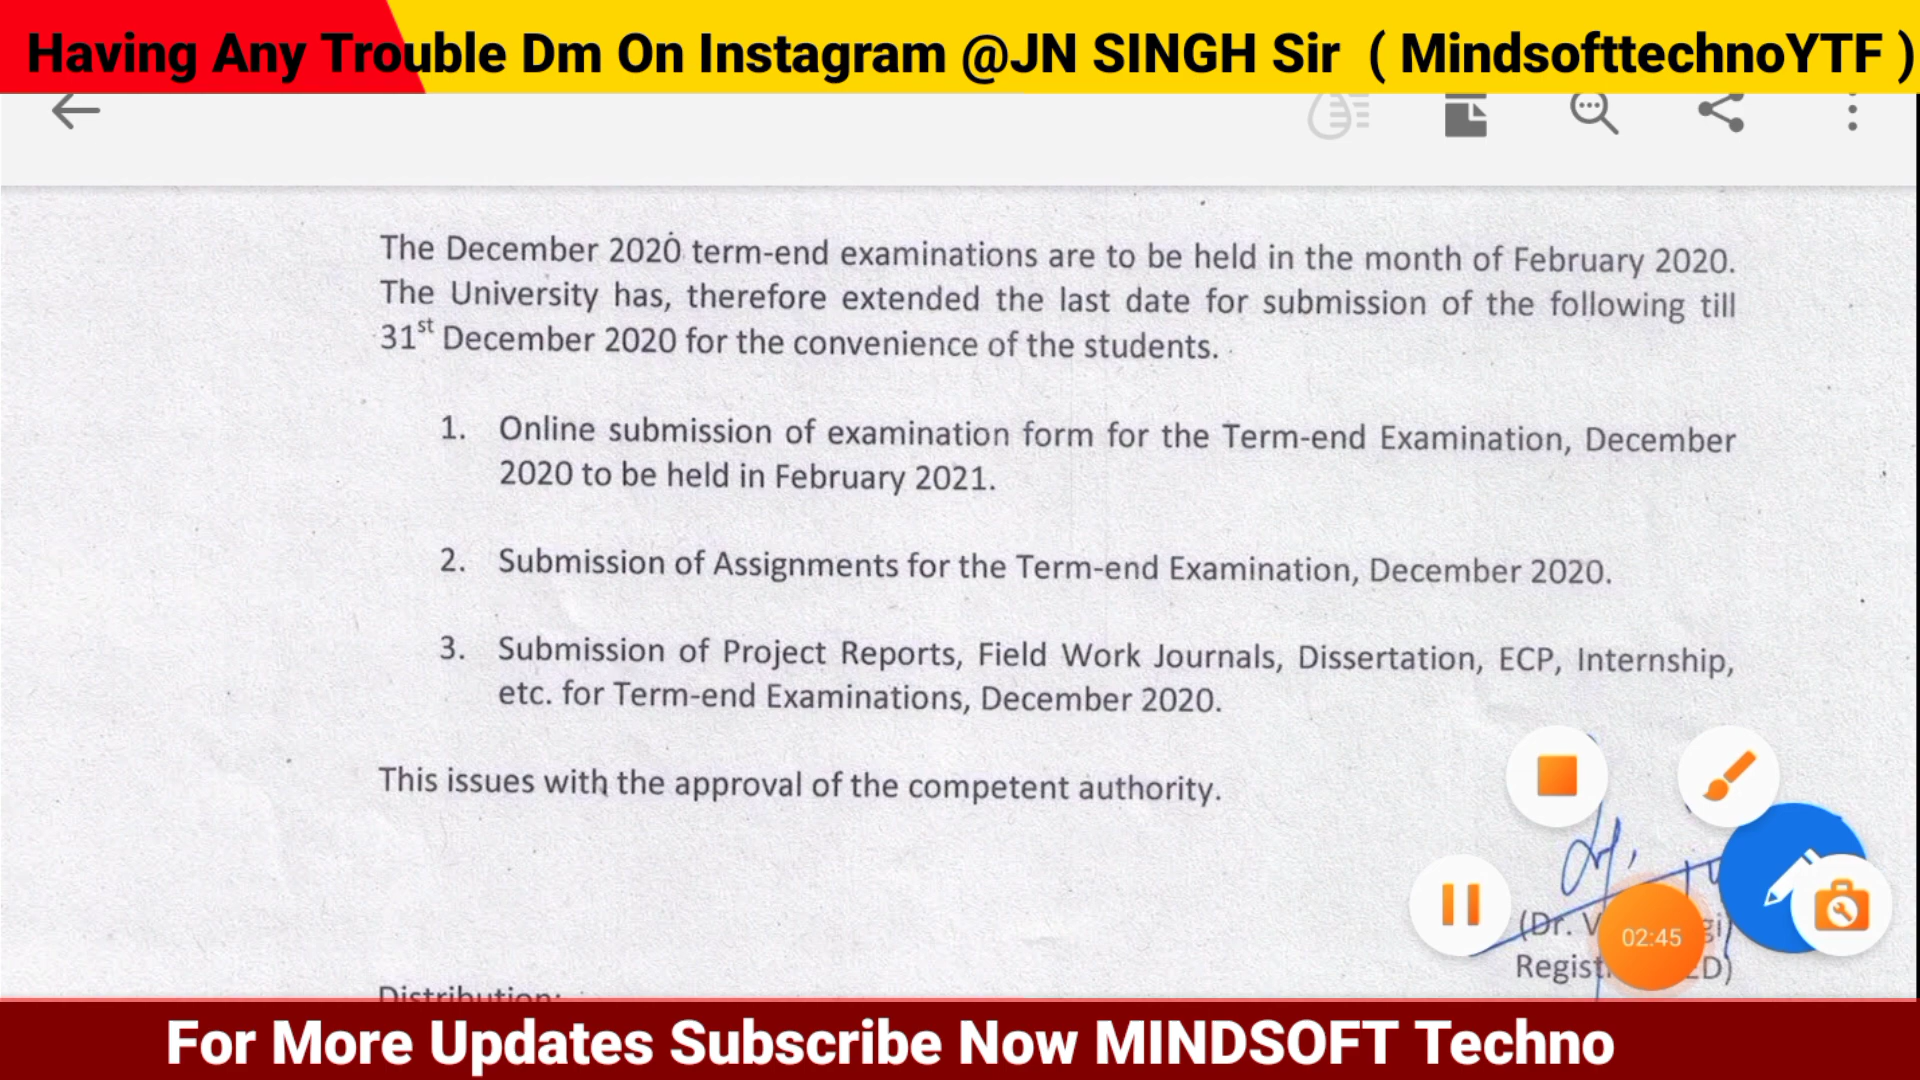 Having Any Trouble Dm On Instagram @JN SINGH Sir ( MindsofttechnoYTF )
The December 2020 term-end examinations are to be held in the month of February 2020.
The University has, therefore extended the last date for submission of the following till
31st December 2020 for the convenience of the students.
1. Online submission of examination form for the Term-end Examination, December
2020 to be held in February 2021.
2. Submission of Assignments for the Term-end Examination, December 2020.
3. Submission of Project Reports, Field Work Journals, Dissertation, ECP, Internship,
etc. for Term-end Examinations, December 2020.
This issues with the approval of the competent authority.
(Dr.
02:45
Distribution:
For More Updates Subscribe Now MINDSOFT Techno